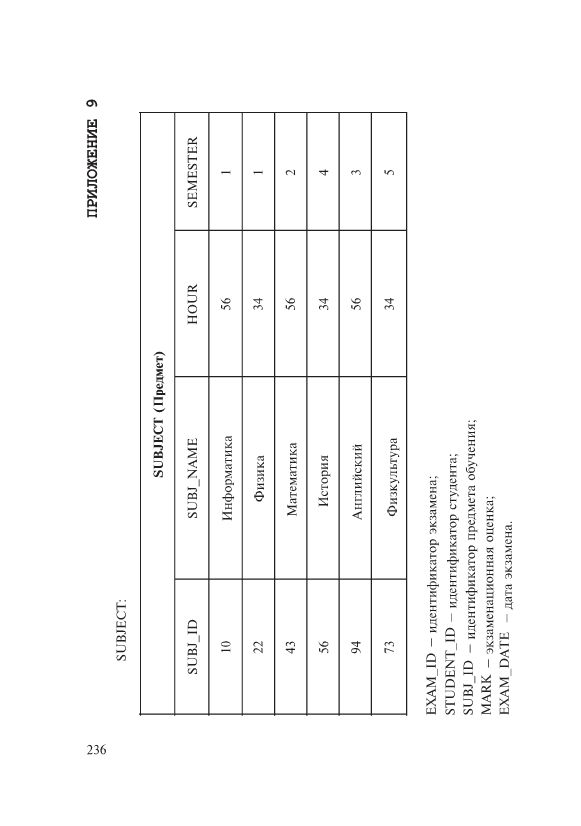 ПРИЛОЖЕНИЕ 9
SUBJECT:
SUBJECT (Предмет)
SUBJ_ID SUBJ_NAME HOUR SEMESTER
10 Информатика 56 1
22 Физика 34 1
43 Математика 56 2
56 История 34 4
94 Английский 56 3
73 Физкультура 34 5
EXAM_ID – идентификатор экзамена;
STUDENT_ID – идентификатор студента;
SUBJ_ID – идентификатор предмета обучения;
MARK – экзаменационная оценка;
EXAM_DATE – дата экзамена.
236